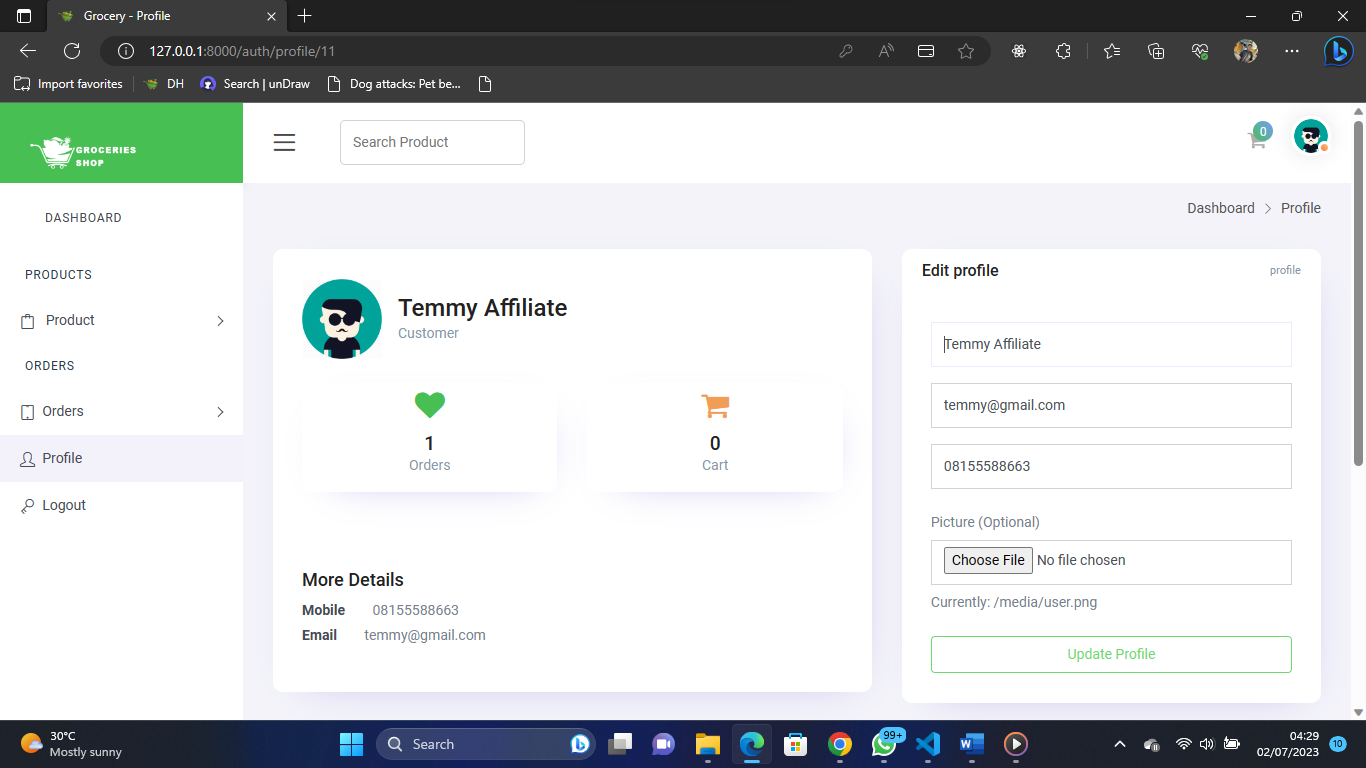 Grocery - Profile
127.0.0.1:8000/auth/profile/11
Import favorites
DH
Search | unDraw
Dog attacks: Pet be...
GROCERIES
SHOP
Search Product
0
DASHBOARD
PRODUCTS
Product
ORDERS
Orders
Profile
Logout
Dashboard > Profile
Temmy Affiliate
Customer
1
Orders
0
Cart
More Details
Mobile 08155588663
Email temmy@gmail.com
Edit profile
profile
Temmy Affiliate
temmy@gmail.com
08155588663
Picture (Optional)
Choose File No file chosen
Currently: /media/user.png
Update Profile
30°C
Mostly sunny
Search
99+
04:29
02/07/2023
10